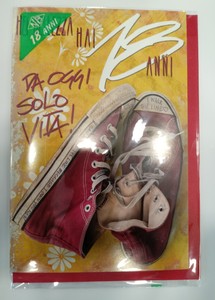 18 ANNI
HAI 18
ANNI
DA OGGI
SOLO
VITA!